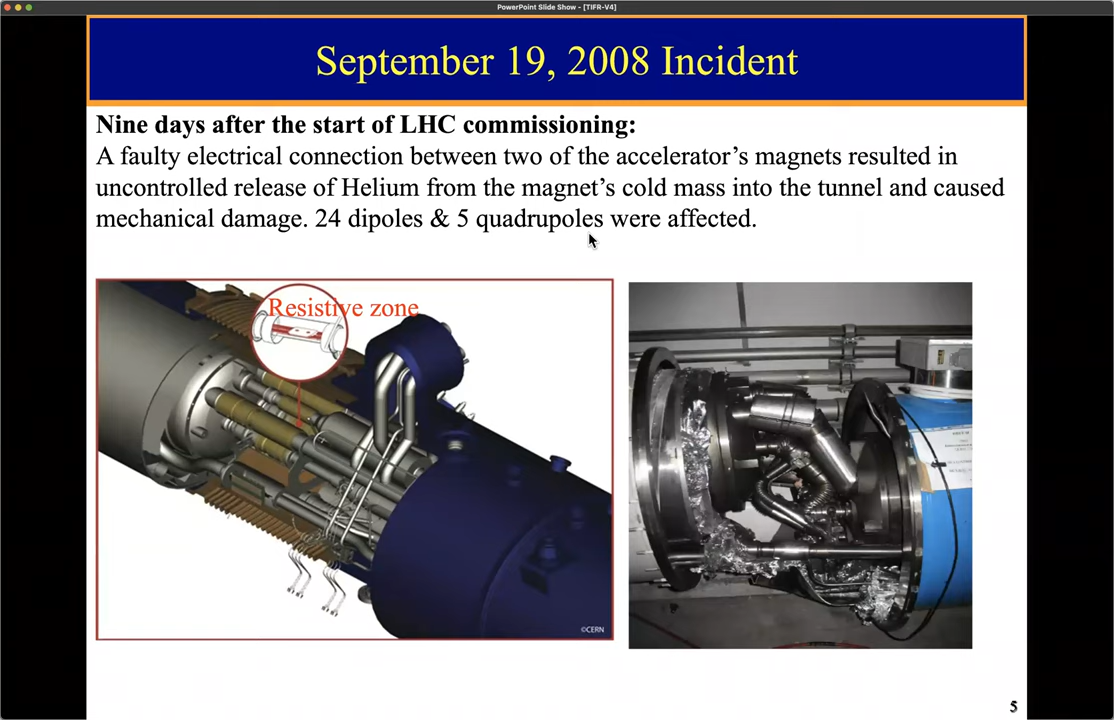 PowerPoint Slide Show - [TIFR-V4]
September 19, 2008 Incident
Nine days after the start of LHC commissioning:
A faulty electrical connection between two of the accelerator’s magnets resulted in
uncontrolled release of Helium from the magnet’s cold mass into the tunnel and caused
mechanical damage. 24 dipoles & 5 quadrupoles were affected.
Resistive zone
©CERN
5